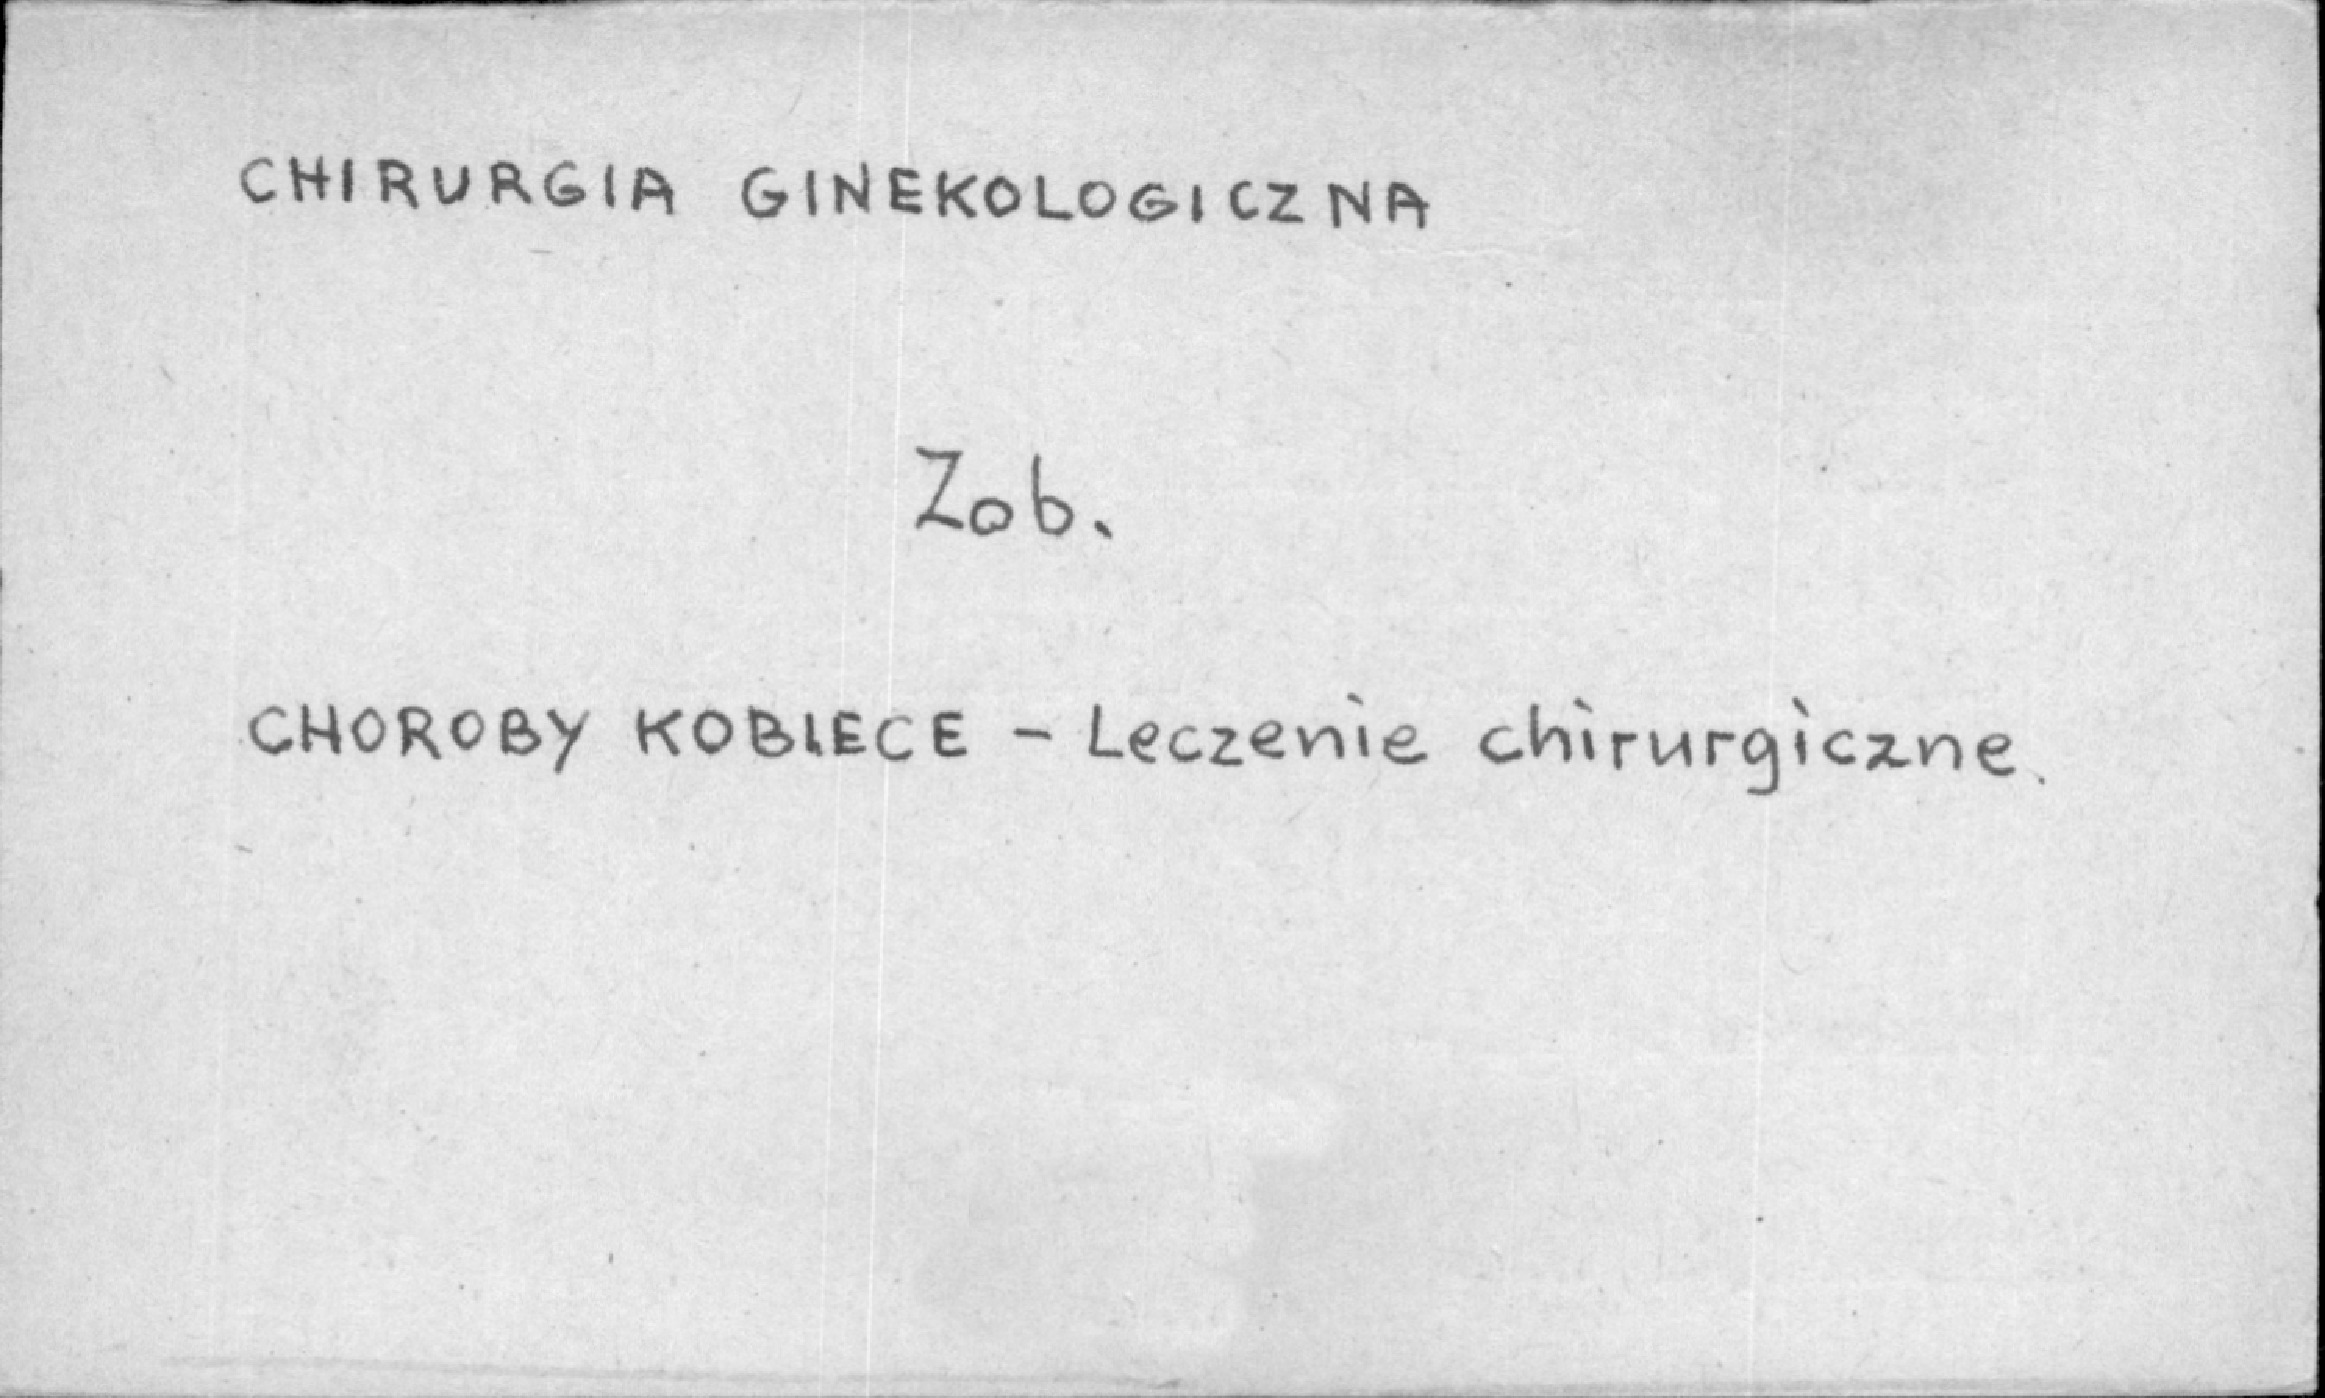 CHIRURGIA GINEKOLOGICZNA
Zob.
CHOROBY KOBIECE - Leczenie chirurgiczne.